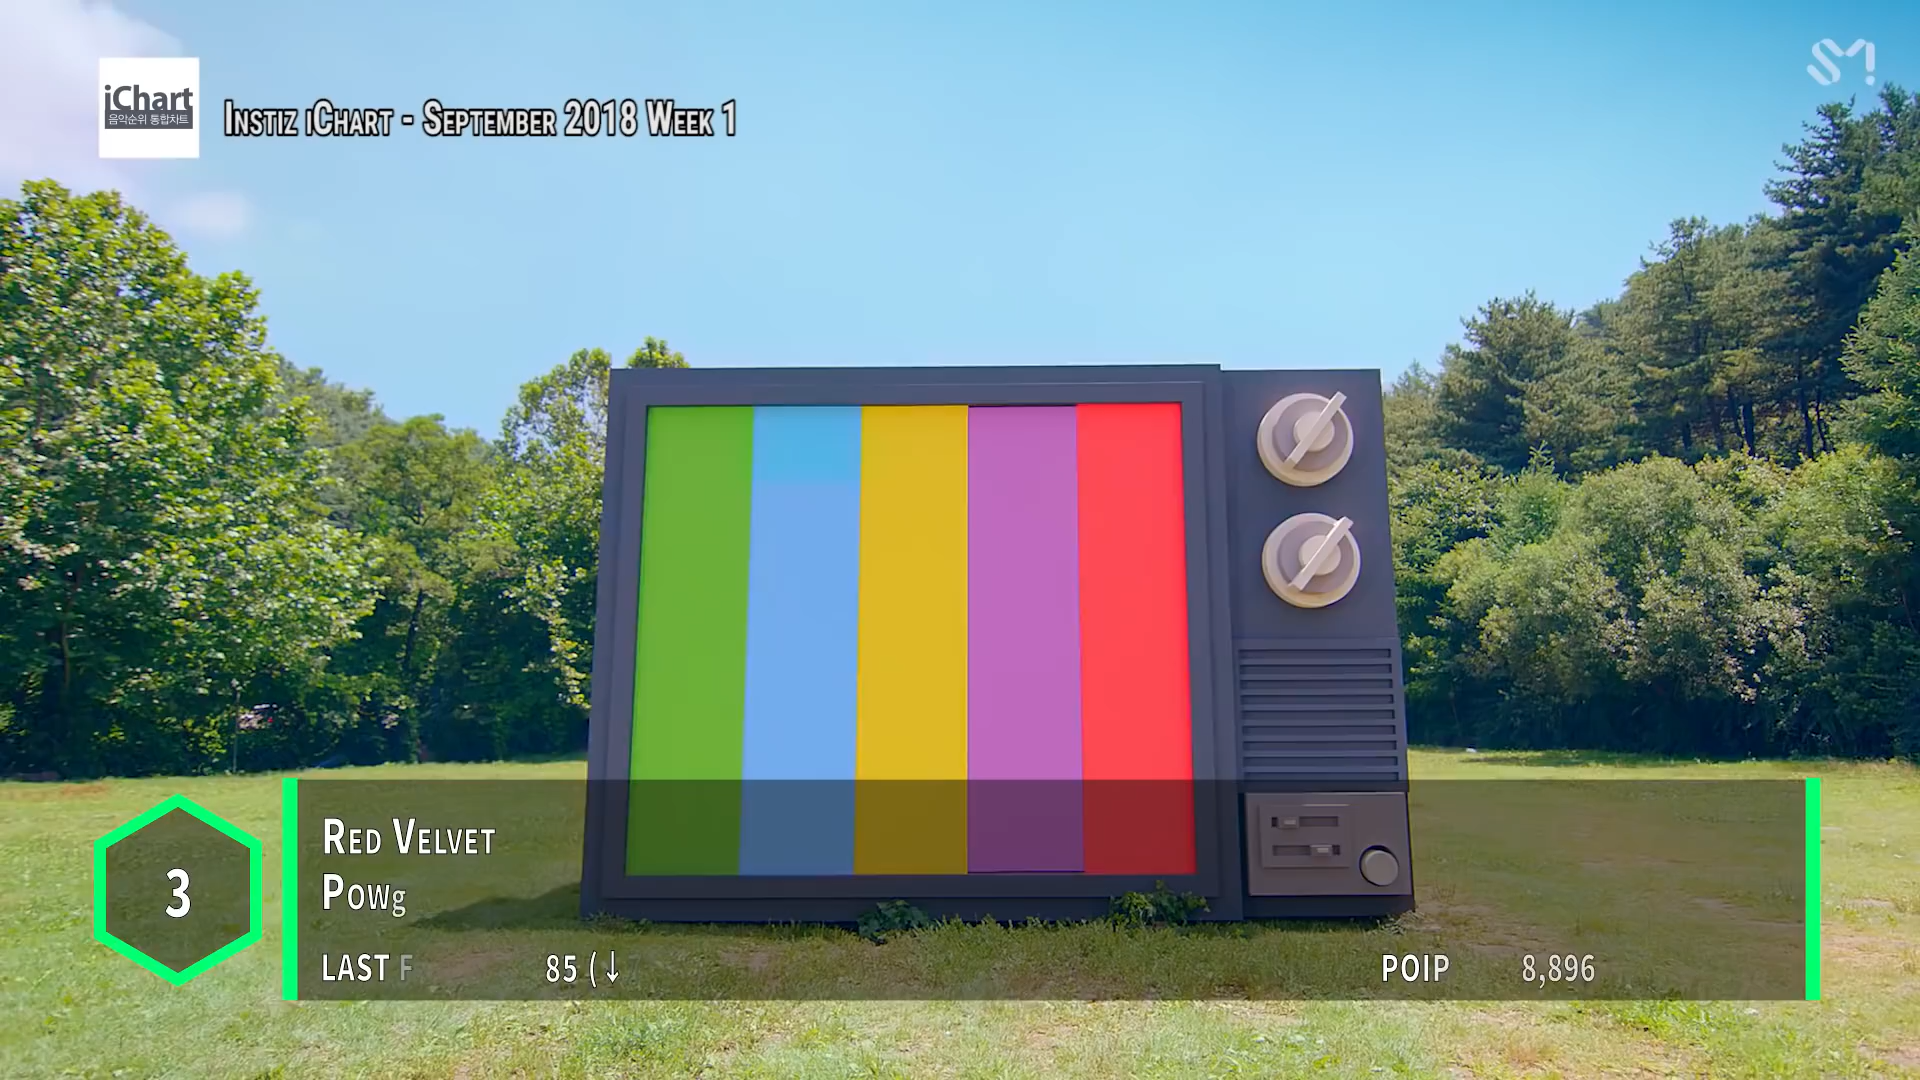 iChart
음악순위 통합차트
Instiz iChart - September 2018 Week 1
SM
3
Red Velvet
Powg
LAST F 85 (↓
POIP 8,896